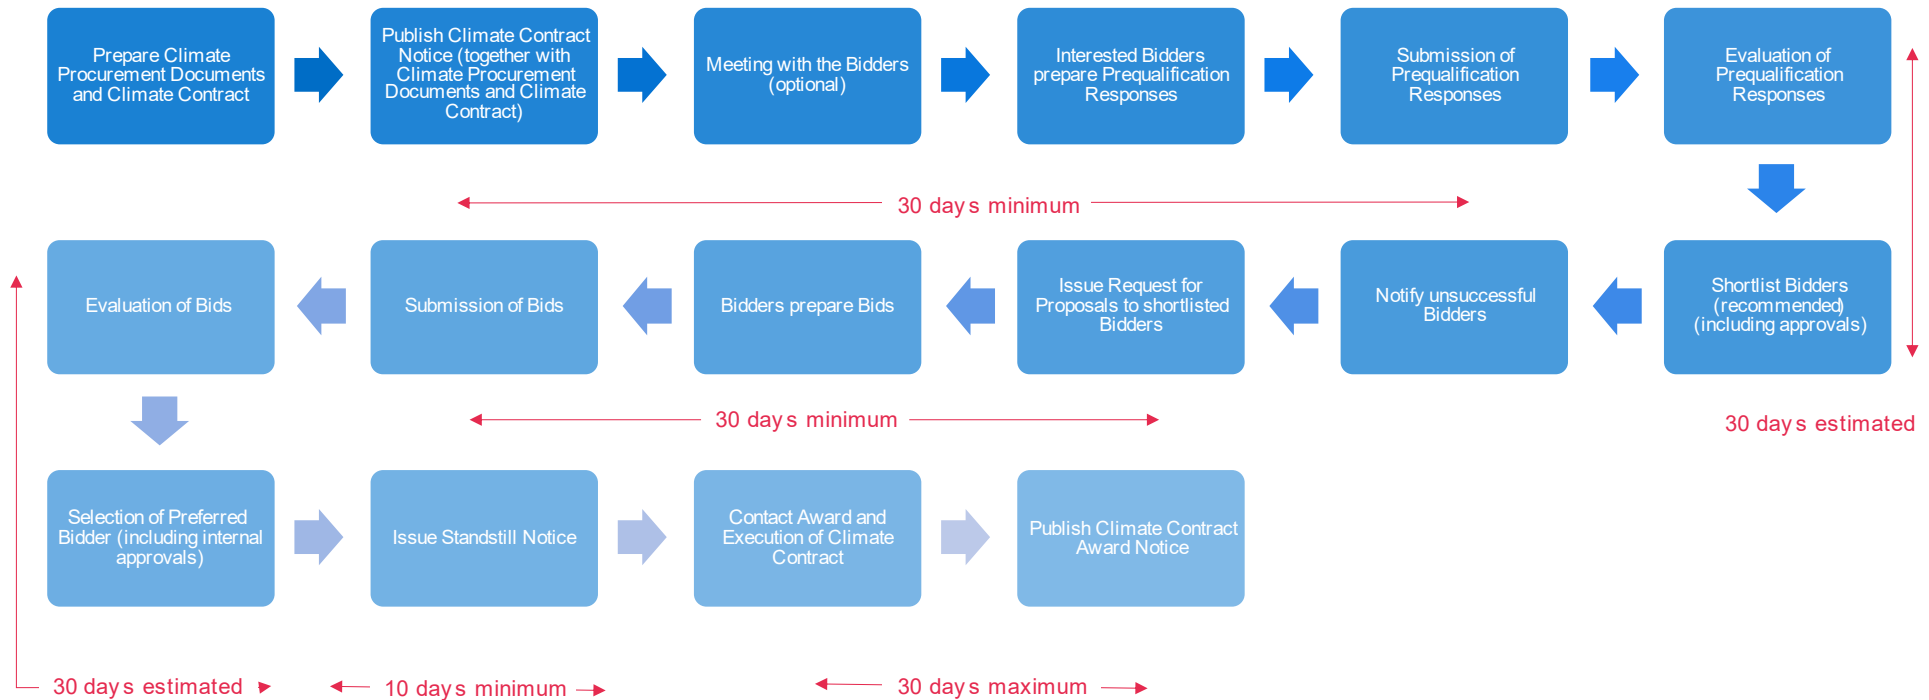 Prepare Climate
Procurement Documents
and Climate Contract
Publish Climate Contract
Notice (together with
Climate Procurement
Documents and Climate
Contract)
Meeting with the Bidders
(optional)
Interested Bidders
prepare Prequalification
Responses
Submission of
Prequalification
Responses
Evaluation of
Prequalification
Responses
30 days minimum
Shortlist Bidders
(recommended)
(including approvals)
Notify unsuccessful
Bidders
Issue Request for
Proposals to shortlisted
Bidders
Bidders prepare Bids
Submission of Bids
Evaluation of Bids
30 days minimum
30 days estimated
Selection of Preferred
Bidder (including internal
approvals)
Issue Standstill Notice
Contact Award and
Execution of Climate
Contract
Publish Climate Contract
Award Notice
30 days estimated
10 days minimum
30 days maximum